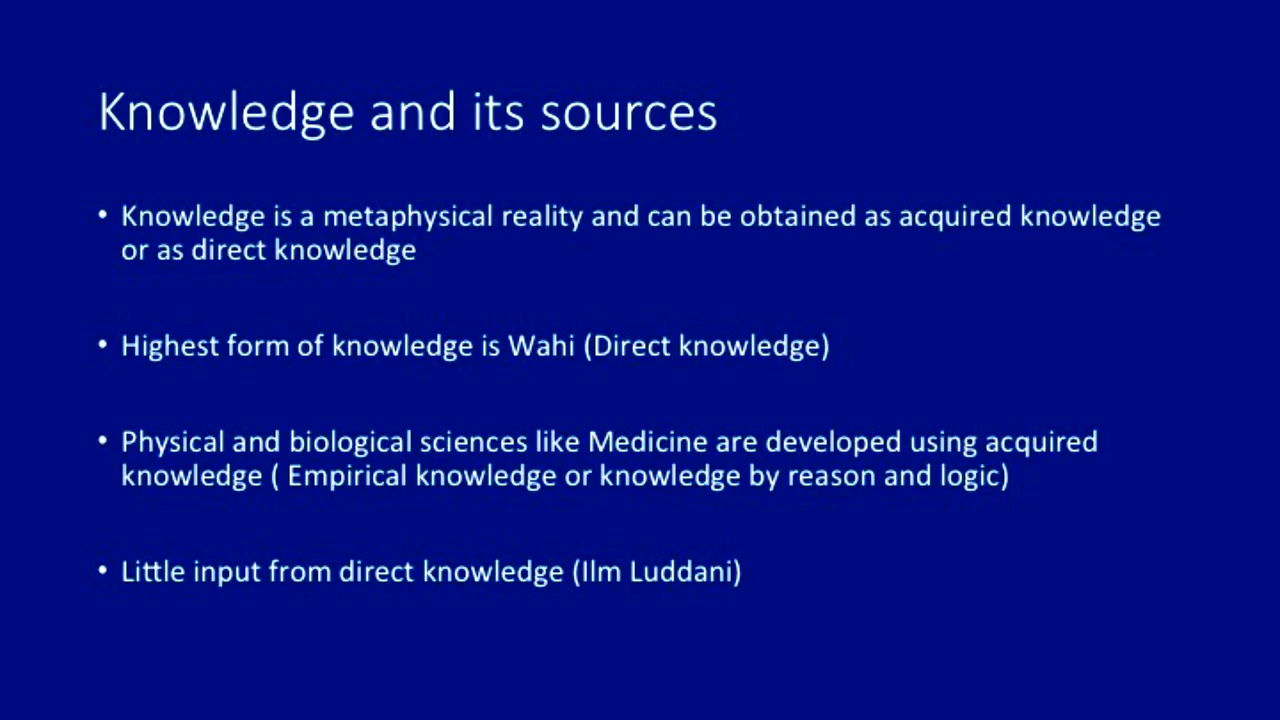 Knowledge and its sources
• Knowledge is a metaphysical reality and can be obtained as acquired knowledge
or as direct knowledge
• Highest form of knowledge is Wahi (Direct knowledge)
• Physical and biological sciences like Medicine are developed using acquired
knowledge ( Empirical knowledge or knowledge by reason and logic)
• Little input from direct knowledge (Ilm Luddani)